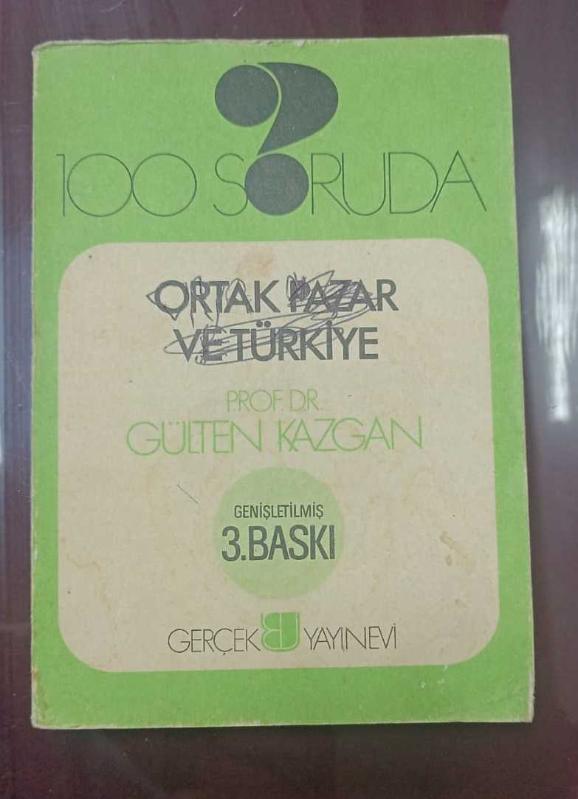 100 SORUDA
ORTAK PAZAR
VE TÜRKİYE
PROF. DR.
GÜLTEN KAZGAN
GENİŞLETİLMİŞ
3.BASKI
GERÇEK YAYINEVİ